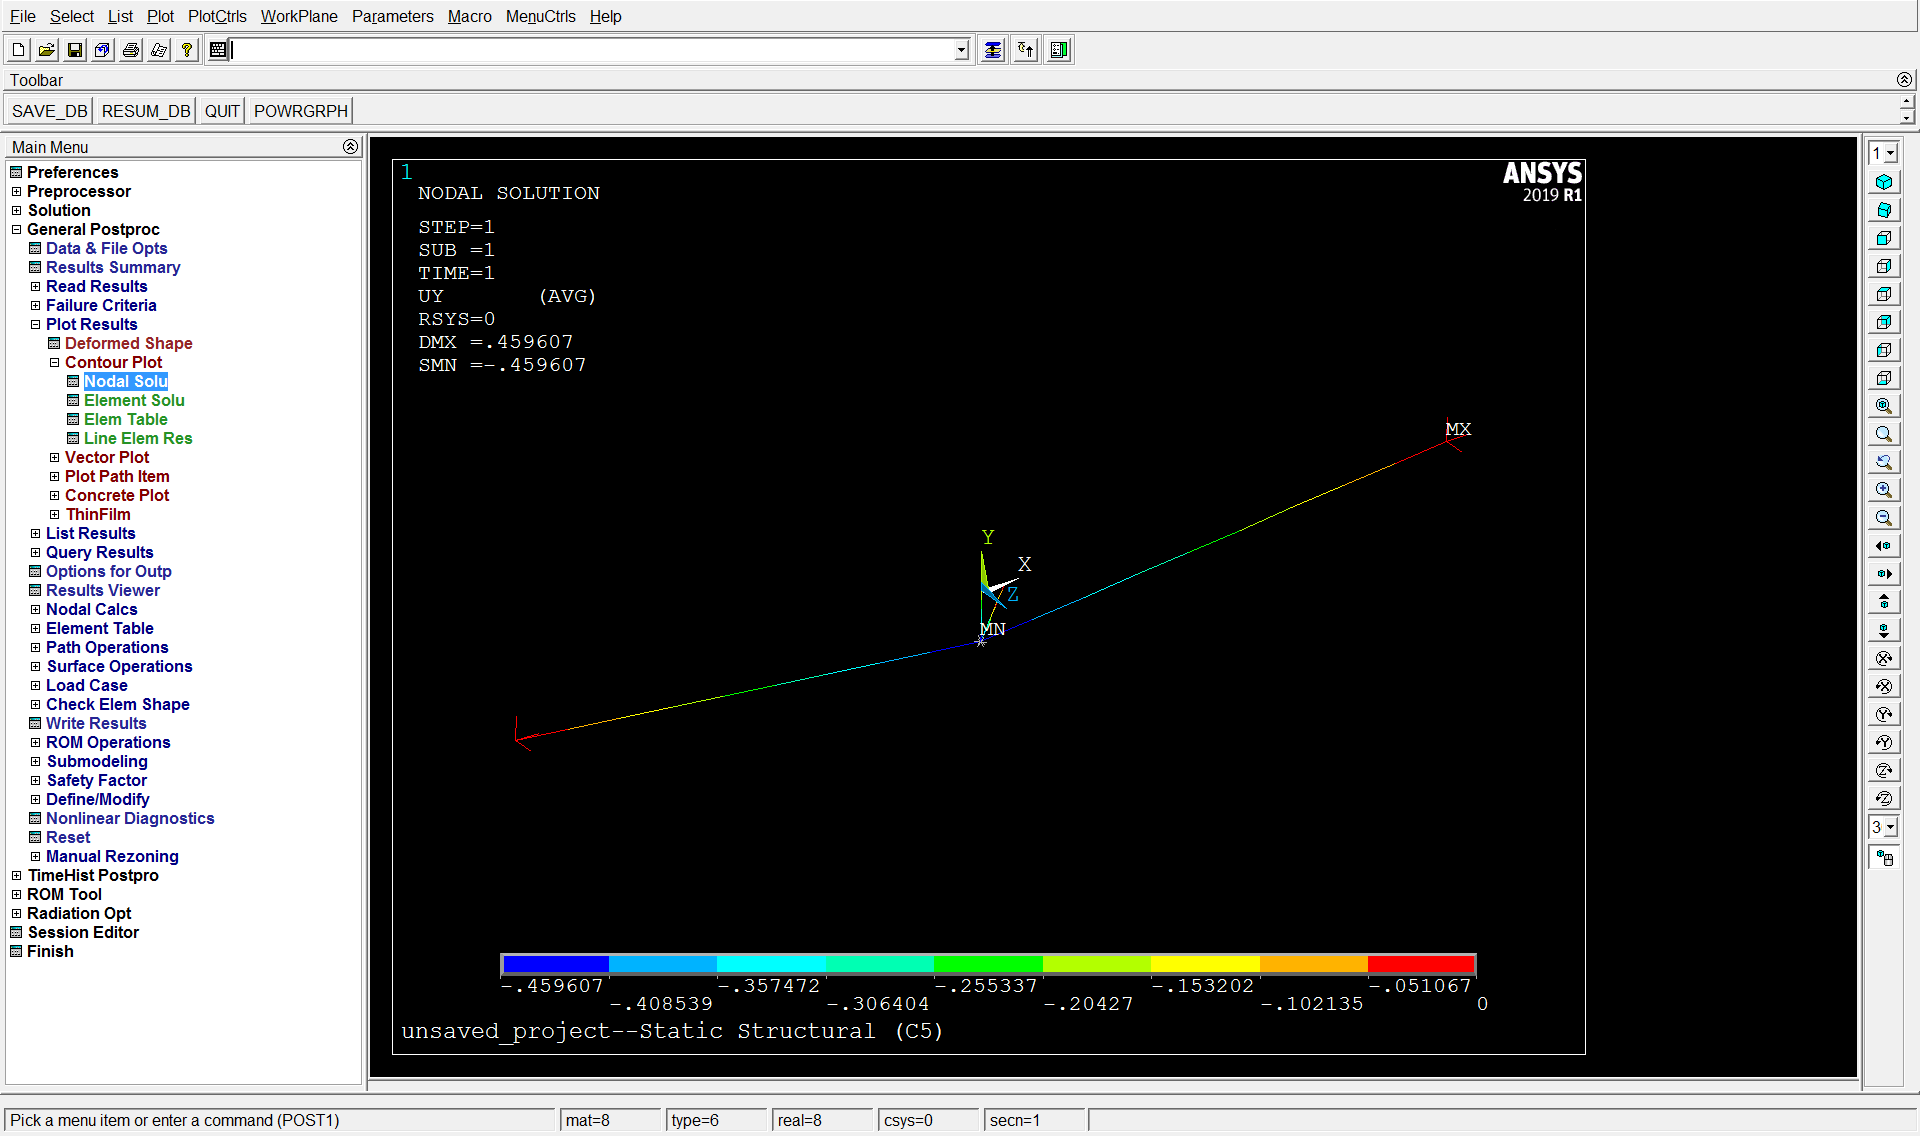 File Select List Plot PlotCtrls WorkPlane Parameters Macro MenuCtrls Help
Toolbar
SAVE_DB RESUM_DB QUIT POWRGRPH
Main Menu
Preferences
Preprocessor
Solution
General Postproc
Data & File Opts
Results Summary
Read Results
Failure Criteria
Plot Results
Deformed Shape
Contour Plot
Nodal Solu
Element Solu
Elem Table
Line Elem Res
Vector Plot
Plot Path Item
Concrete Plot
ThinFilm
List Results
Query Results
Options for Outp
Results Viewer
Nodal Calcs
Element Table
Path Operations
Surface Operations
Load Case
Check Elem Shape
Write Results
ROM Operations
Submodeling
Safety Factor
Define/Modify
Nonlinear Diagnostics
Reset
Manual Rezoning
TimeHist Postpro
ROM Tool
Radiation Opt
Session Editor
Finish
1
NODAL SOLUTION
STEP=1
SUB =1
TIME=1
UY (AVG)
RSYS=0
DMX =.459607
SMN =-.459607
ANSYS
2019 R1
MX
Y
X
Z
MN
-.459607 -.357472 -.255337 -.153202 -.051067
-.408539 -.306404 -.20427 -.102135 0
unsaved_project--Static Structural (C5)
1
3
Pick a menu item or enter a command (POST1) mat=8 type=6 real=8 csys=0 secn=1